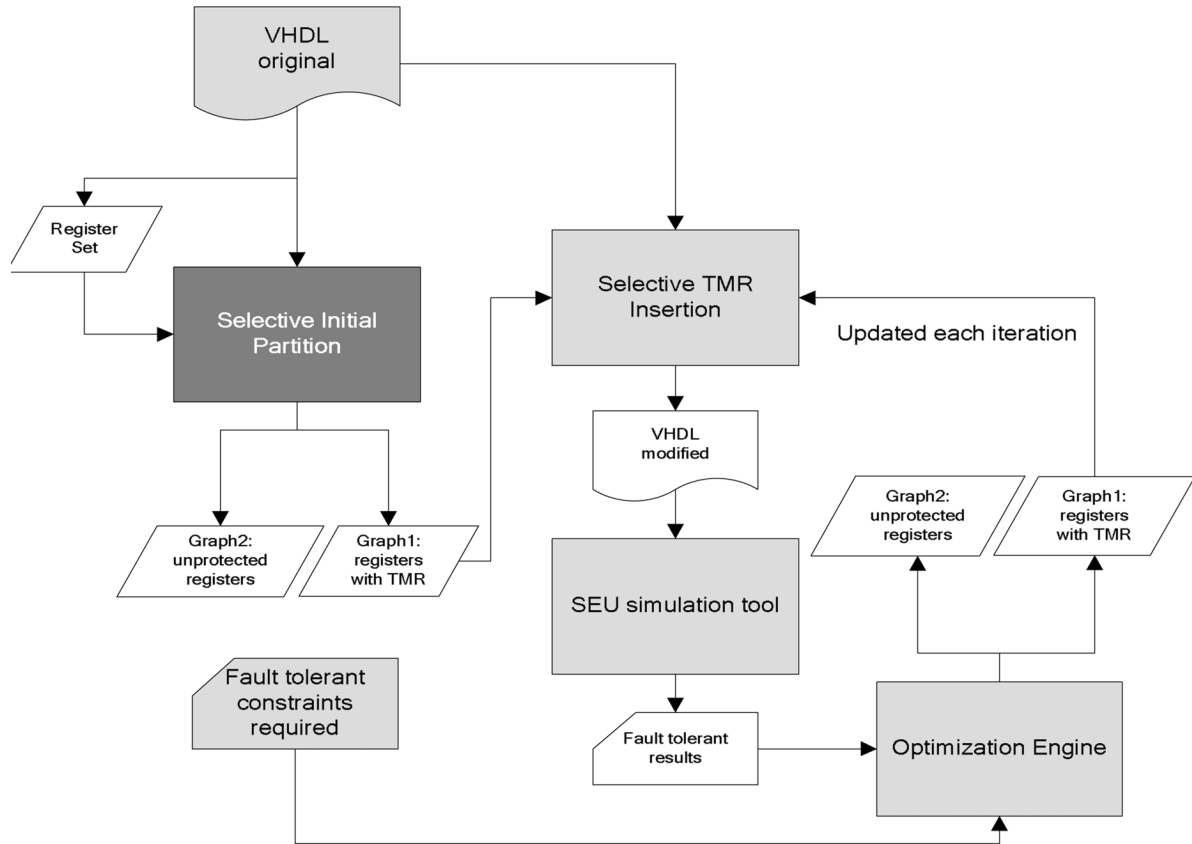 VHDL
original
Register
Set
Selective Initial
Partition
Selective TMR
Insertion
Updated each iteration
VHDL
modified
Graph2:
unprotected
registers
Graph1:
registers
with TMR
Graph2:
unprotected
registers
Graph1:
registers
with TMR
SEU simulation tool
Fault tolerant
constraints
required
Fault tolerant
results
Optimization Engine